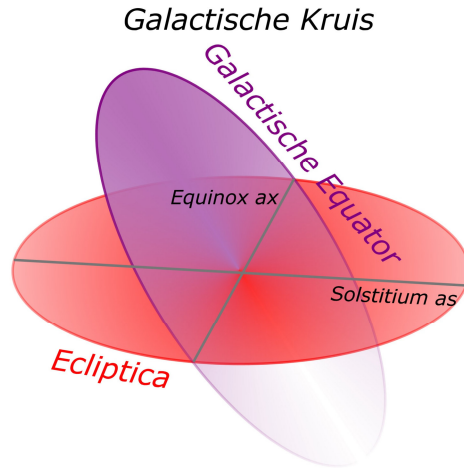 Galactische Kruis
Galactische Equator
Equinox ax
Solstitium as
Ecliptica